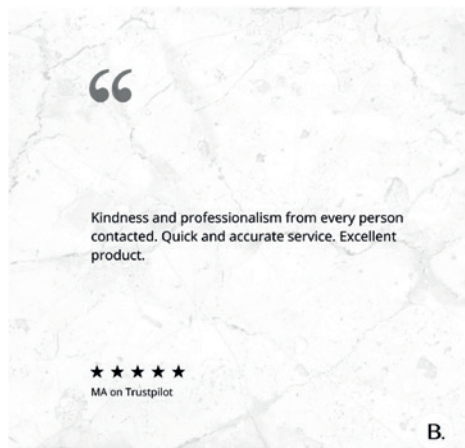 “
Kindness and professionalism from every person
contacted. Quick and accurate service. Excellent
product.
★ ★ ★ ★ ★
MA on Trustpilot
B.